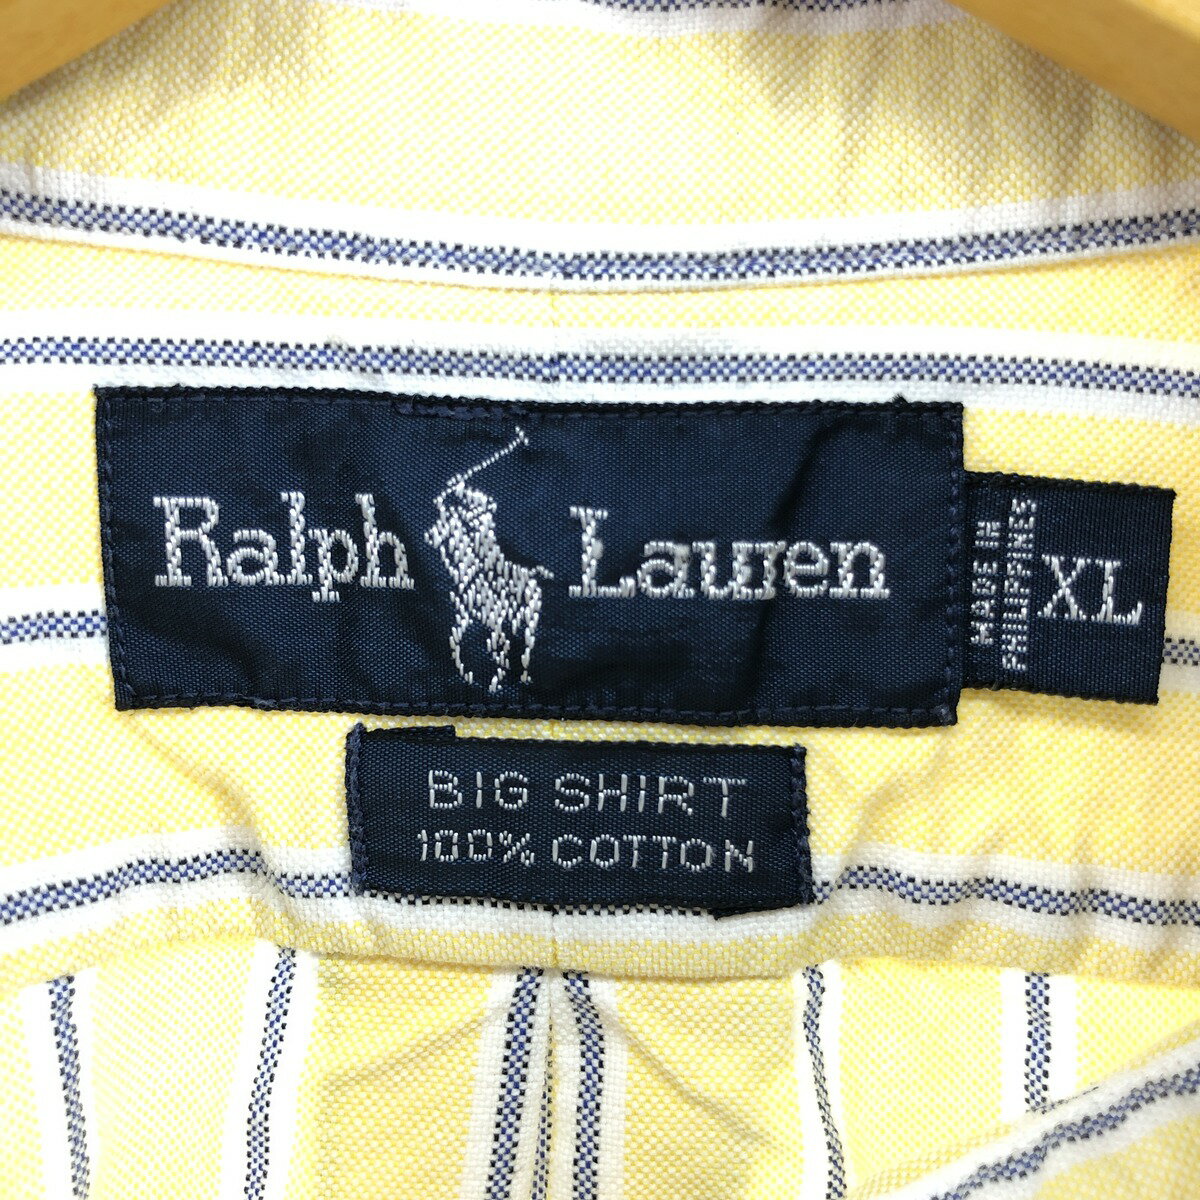 Ralph Lauren
MADE IN
PHILIPPINES
XL
BIG SHIRT
100% COTTON